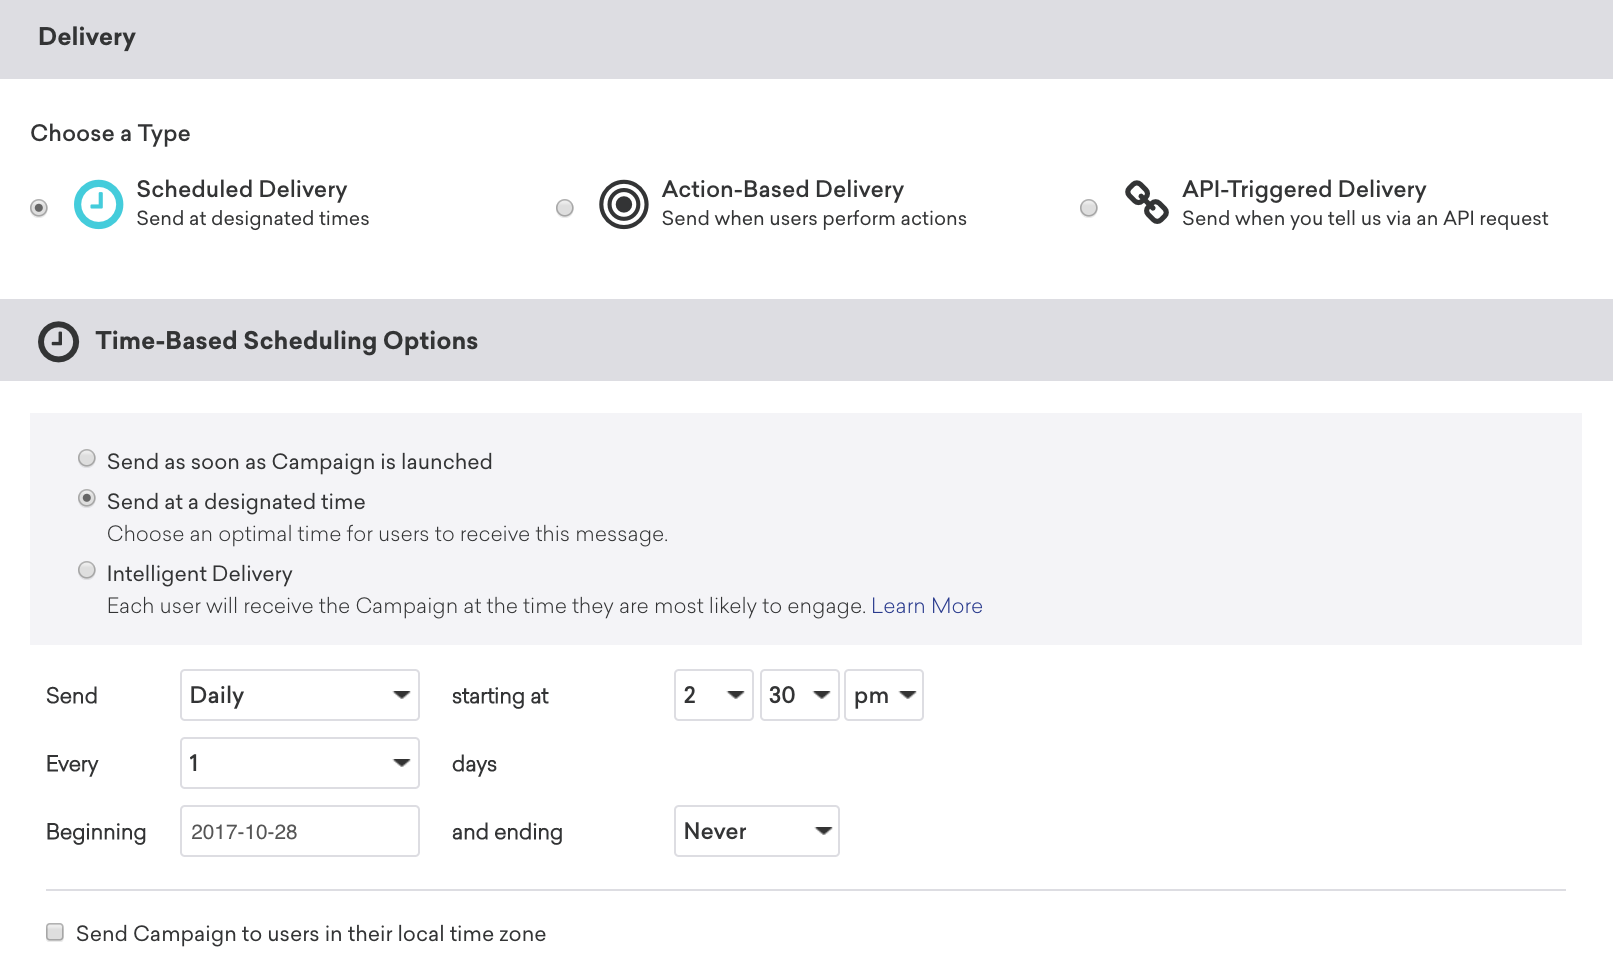 Delivery
Choose a Type
Scheduled Delivery
Send at designated times
Action-Based Delivery
Send when users perform actions
API-Triggered Delivery
Send when you tell us via an API request
Time-Based Scheduling Options
Send as soon as Campaign is launched
Send at a designated time
Choose an optimal time for users to receive this message.
Intelligent Delivery
Each user will receive the Campaign at the time they are most likely to engage. Learn More
Send Daily starting at 2 30 pm
Every 1 days
Beginning 2017-10-28 and ending Never
Send Campaign to users in their local time zone